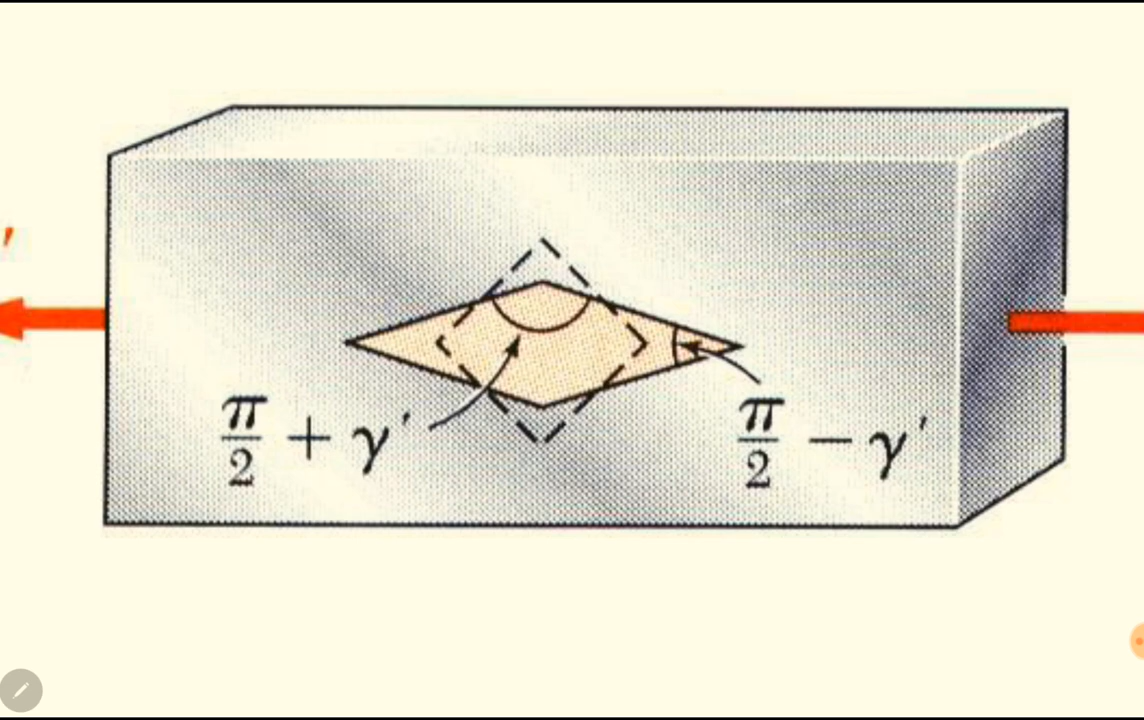 ′
π/2 + γ′
π/2 − γ′